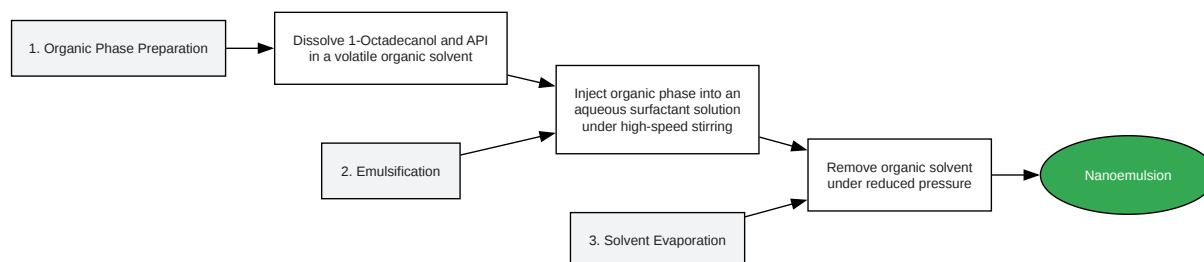 1. Organic Phase Preparation
Dissolve 1-Octadecanol and API
in a volatile organic solvent
Inject organic phase into an
aqueous surfactant solution
under high-speed stirring
2. Emulsification
Remove organic solvent
under reduced pressure
Nanoemulsion
3. Solvent Evaporation